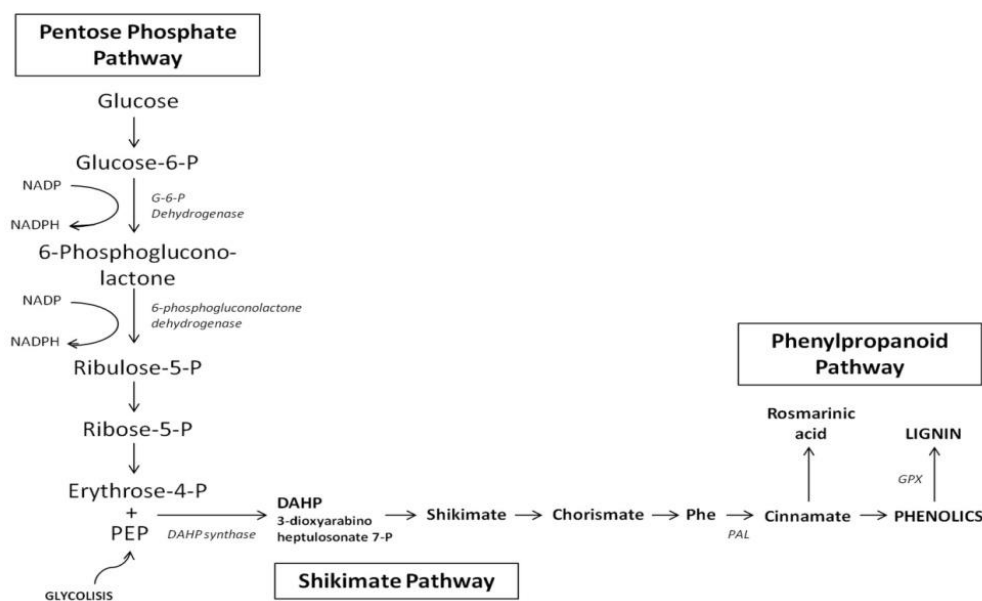 Pentose Phosphate
Pathway
Glucose
Glucose-6-P
NADP
G-6-P
Dehydrogenase
NADPH
6-Phosphoglucono-
lactone
NADP
6-phosphogluconolactone
dehydrogenase
NADPH
Ribulose-5-P
Ribose-5-P
Erythrose-4-P
+
PEP
GLYCOLISIS
DAHP synthase
DAHP
3-dioxyarabino
heptulosonate 7-P
Shikimate
Chorismate
Phe
PAL
Cinnamate
PHENOLICS
GPX
Rosmarinic
acid
LIGNIN
Phenylpropanoid
Pathway
Shikimate Pathway